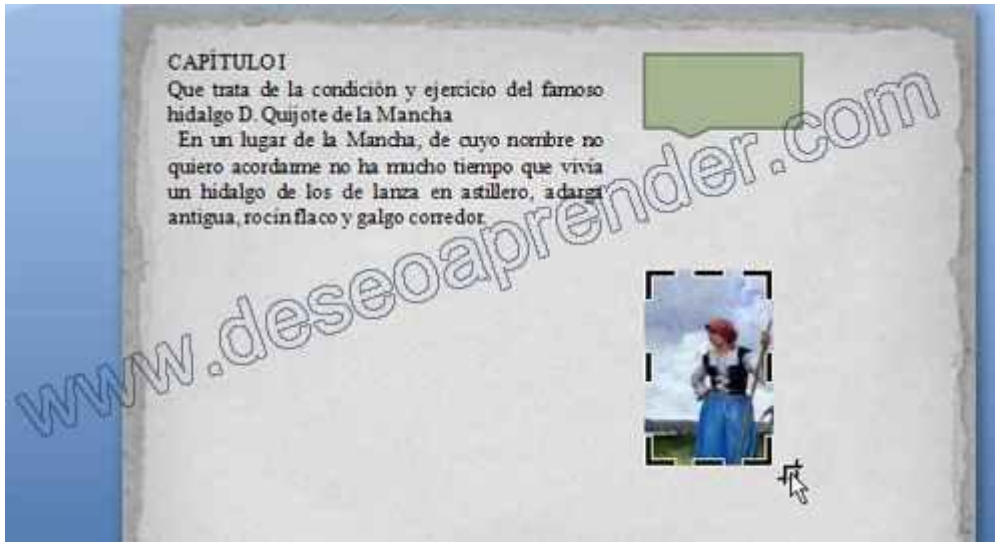 CAPÍTULO I
Que trata de la condición y ejercicio del famoso
hidalgo D. Quijote de la Mancha
En un lugar de la Mancha, de cuyo nombre no
quiero acordarme no ha mucho tiempo que vivía
un hidalgo de los de lanza en astillero, adarga
antigua, rocín flaco y galgo corredor.
www.deseoaprender.com